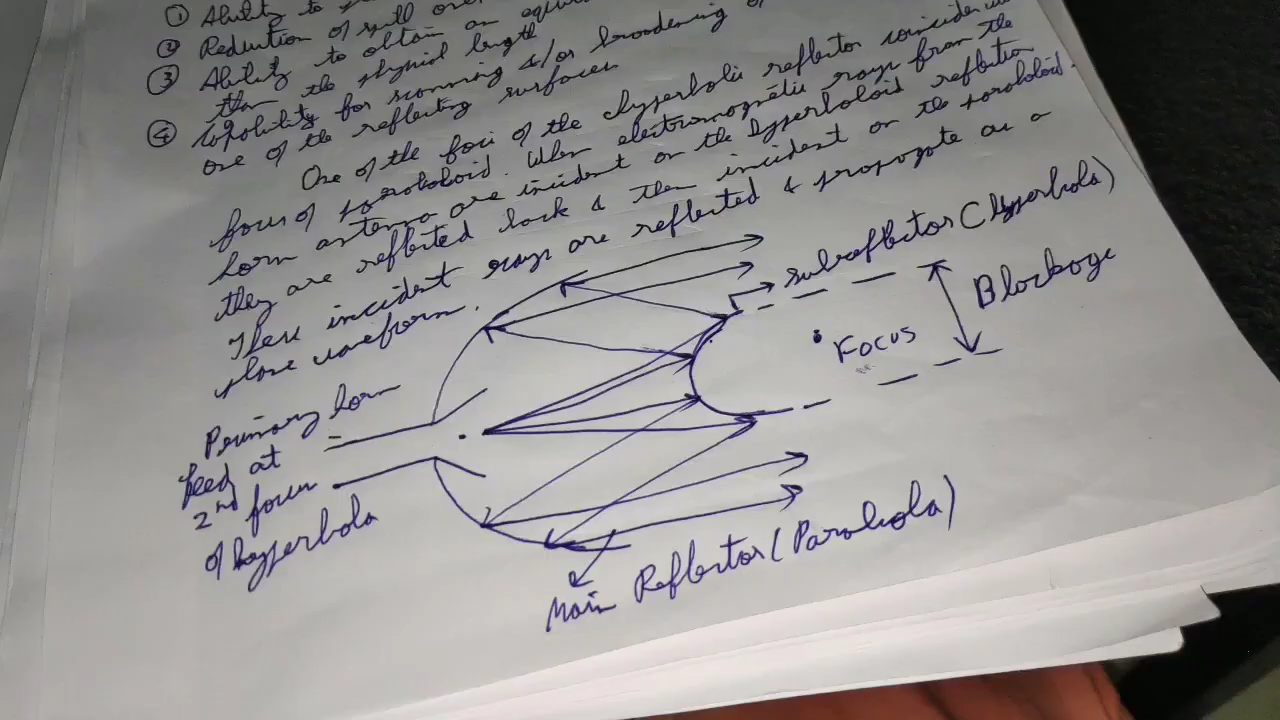 ① Ability to
② Reduction of spill over
③ Ability to obtain an
than the physical length
④ Capability for scanning &/or broadening of
one of the reflecting surfaces
One of the foci of the hyperbolic reflector coincides
focus of paraboloid. When electromagnetic rays from the
horn antenna are incident on the hyperboloid reflection
they are reflected back & then incident on the paraboloid.
These incident rays are reflected & propogate as a
plane waveform.
Subreflector (Hyperbola)
Blockage
Focus
Primary horn
feed at
2nd focus
of hyperbola
Main Reflector (Parabola)